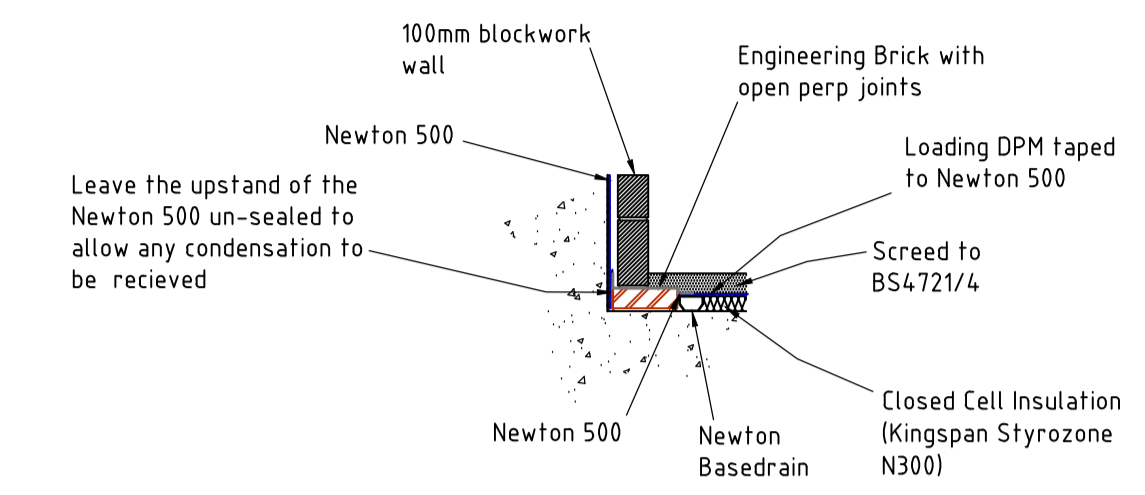 100mm blockwork
wall
Engineering Brick with
open perp joints
Newton 500
Loading DPM taped
to Newton 500
Leave the upstand of the
Newton 500 un-sealed to
allow any condensation to
be recieved
Screed to
BS4721/4
Closed Cell Insulation
(Kingspan Styrozone
N300)
Newton 500
Newton
Basedrain